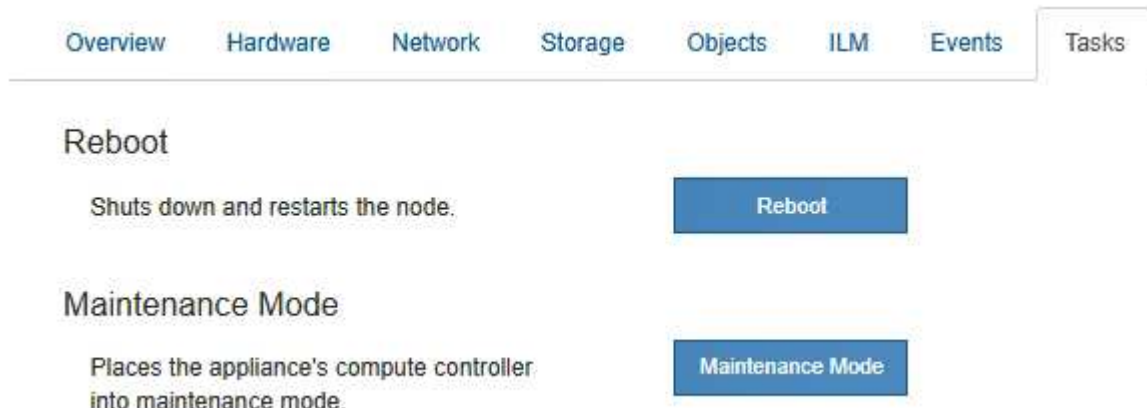 Overview Hardware Network Storage Objects ILM Events Tasks
Reboot
Shuts down and restarts the node. Reboot
Maintenance Mode
Places the appliance's compute controller Maintenance Mode
into maintenance mode.